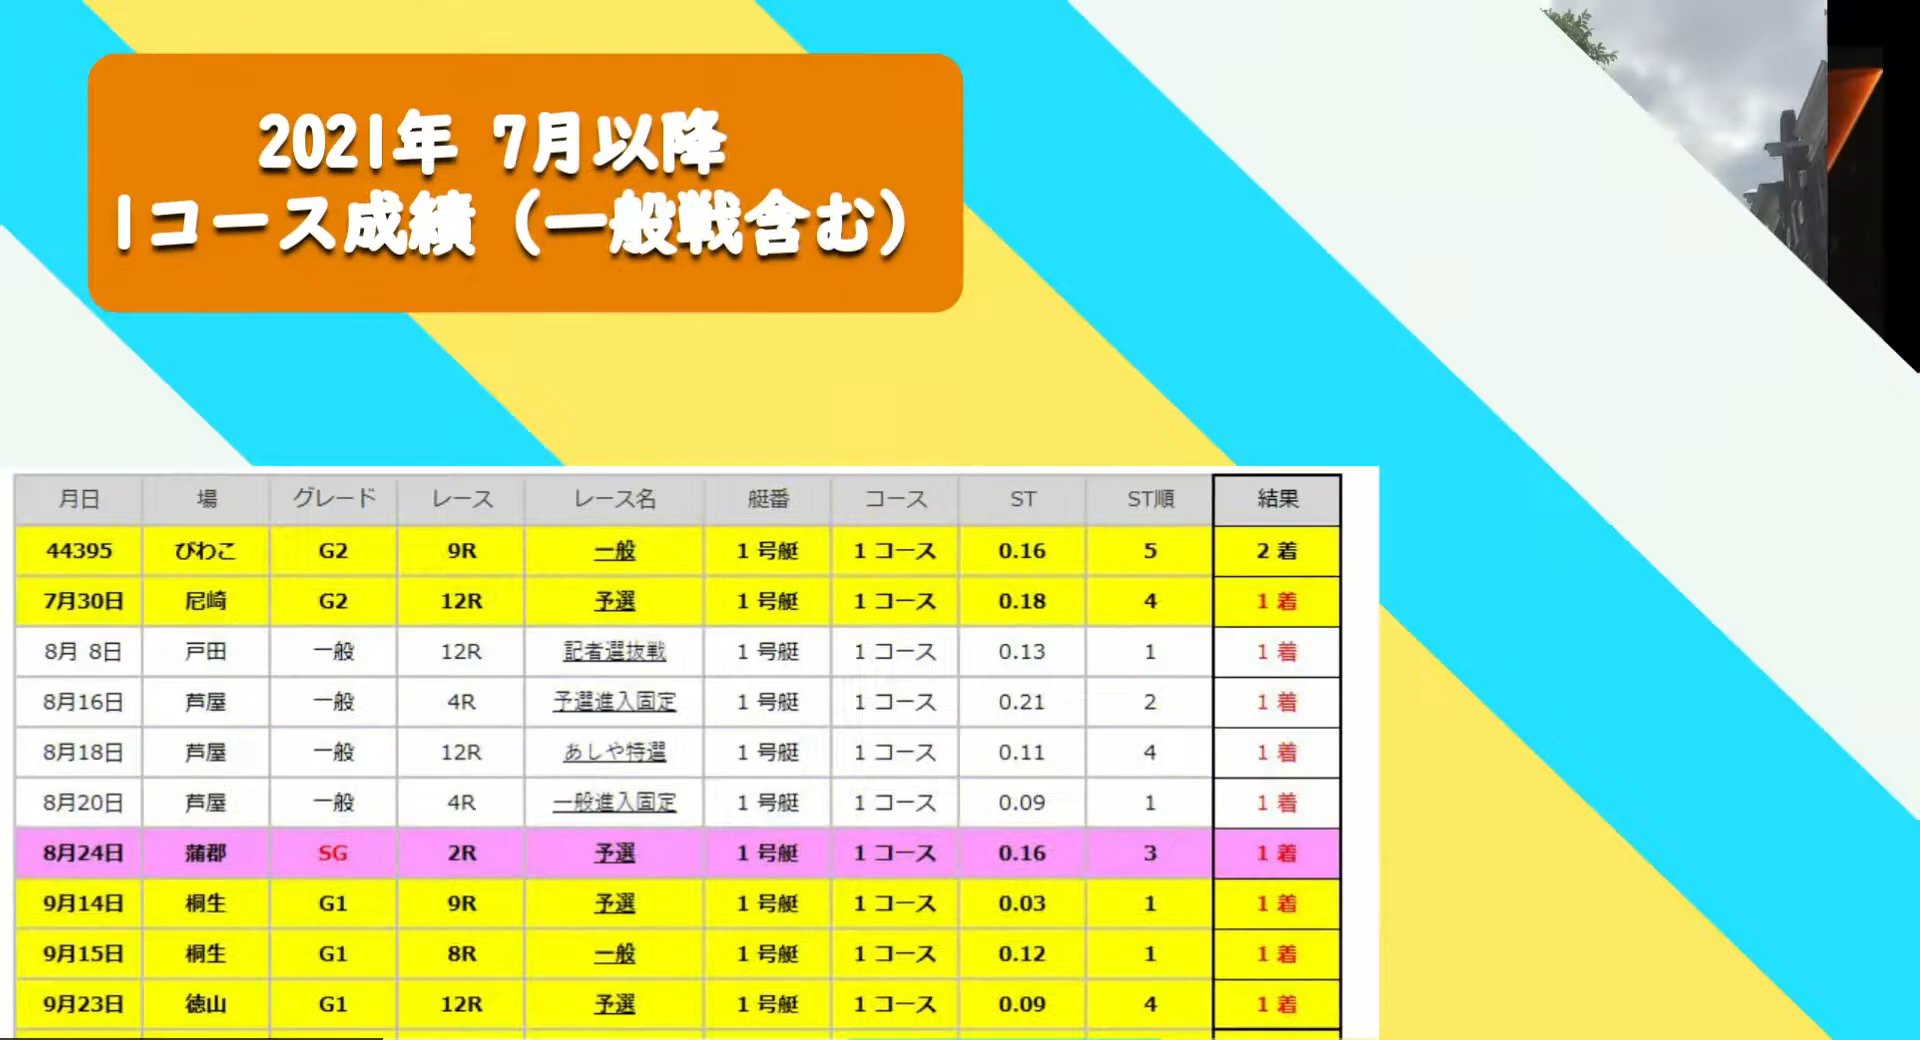 2021年 7月以降
1コース成績（一般戦含む）
月日 場 グレード レース レース名 艇番 コース ST ST順 結果
44395 びわこ G2 9R 一般 1 号艇 1 コース 0.16 5 2 着
7月30日 尼崎 G2 12R 予選 1 号艇 1 コース 0.18 4 1 着
8月 8日 戸田 一般 12R 記者選抜戦 1 号艇 1 コース 0.13 1 1 着
8月16日 芦屋 一般 4R 予選進入固定 1 号艇 1 コース 0.21 2 1 着
8月18日 芦屋 一般 12R あしや特選 1 号艇 1 コース 0.11 4 1 着
8月20日 芦屋 一般 4R 一般進入固定 1 号艇 1 コース 0.09 1 1 着
8月24日 蒲郡 SG 2R 予選 1 号艇 1 コース 0.16 3 1 着
9月14日 桐生 G1 9R 予選 1 号艇 1 コース 0.03 1 1 着
9月15日 桐生 G1 8R 一般 1 号艇 1 コース 0.12 1 1 着
9月23日 徳山 G1 12R 予選 1 号艇 1 コース 0.09 4 1 着